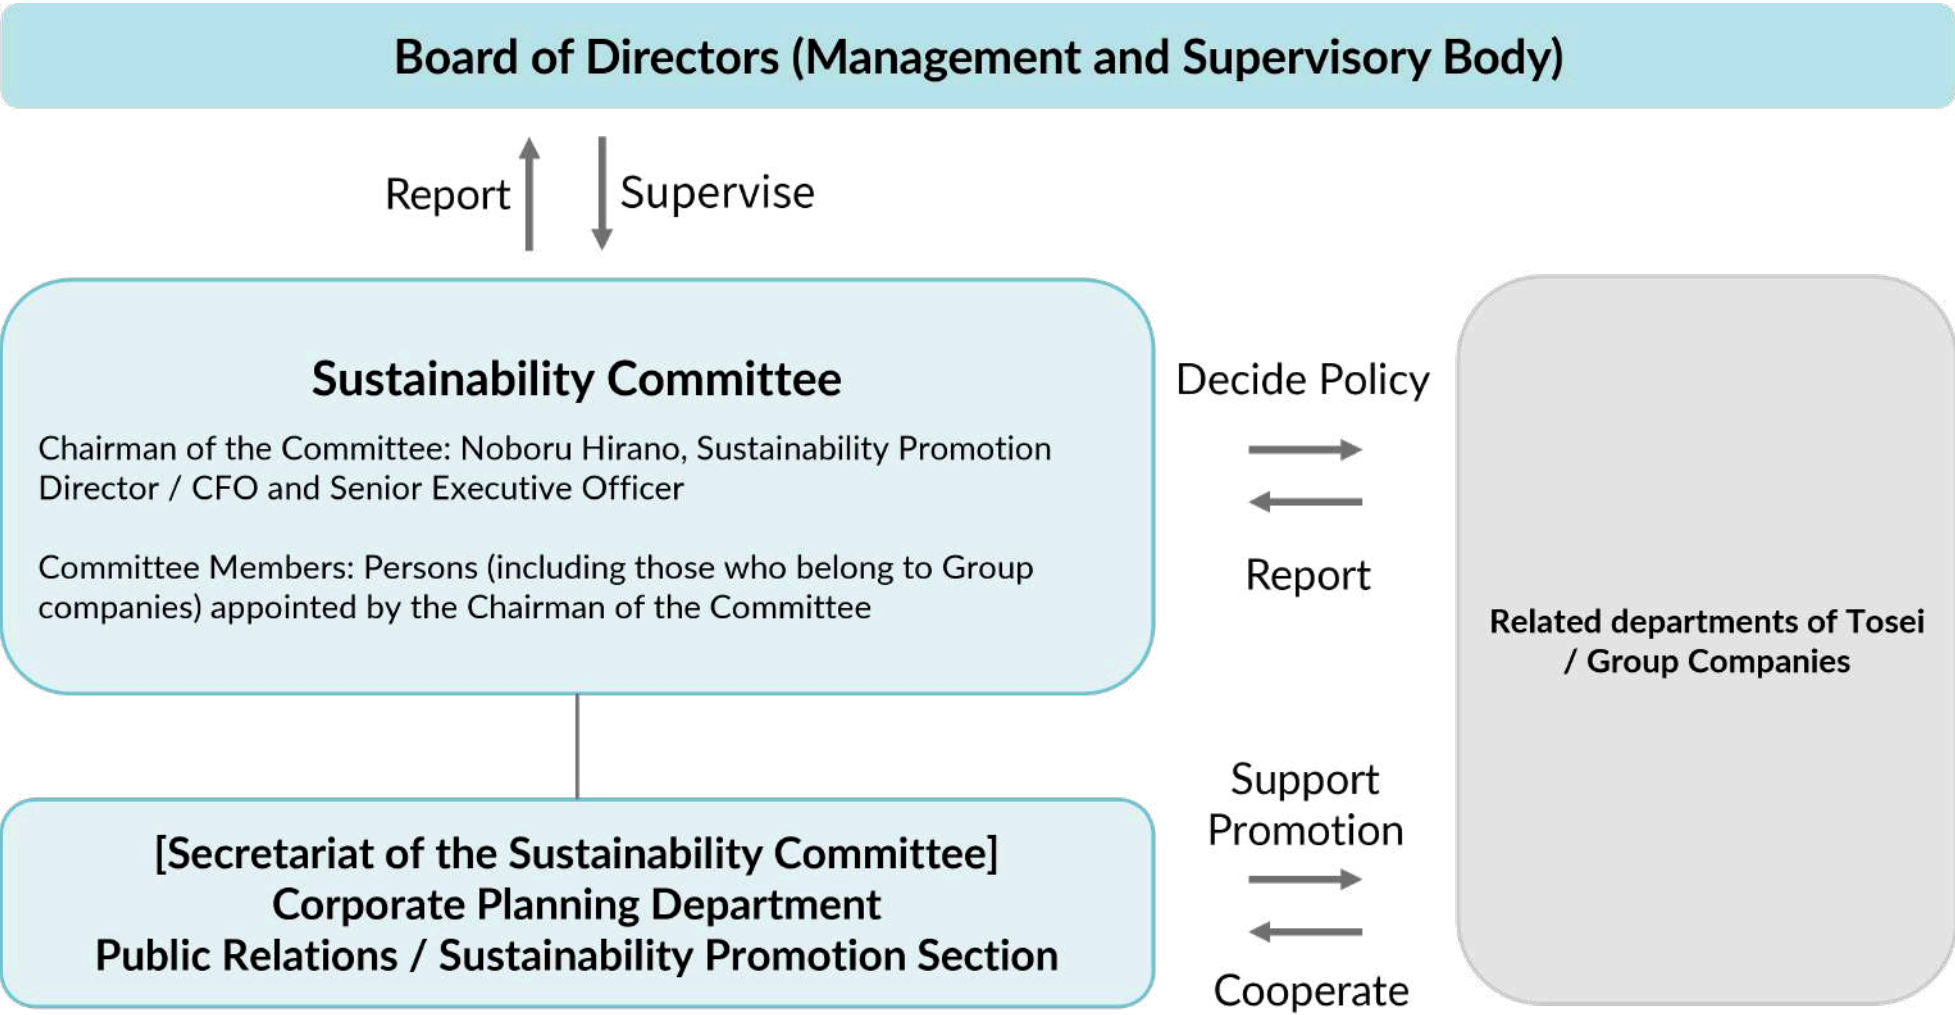 Board of Directors (Management and Supervisory Body)
Report
Supervise
Sustainability Committee
Chairman of the Committee: Noboru Hirano, Sustainability Promotion
Director / CFO and Senior Executive Officer
Committee Members: Persons (including those who belong to Group
companies) appointed by the Chairman of the Committee
Decide Policy
Report
Related departments of Tosei
/ Group Companies
[Secretariat of the Sustainability Committee]
Corporate Planning Department
Public Relations / Sustainability Promotion Section
Support
Promotion
Cooperate